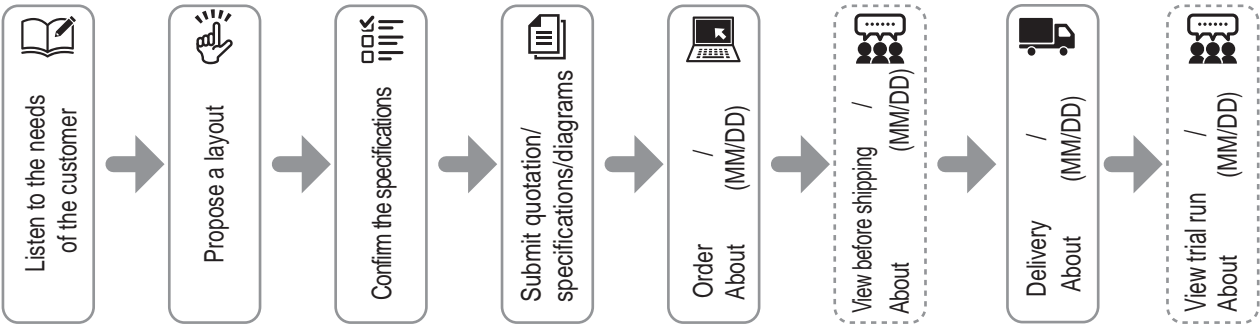 Listen to the needs
of the customer
Propose a layout
Confirm the specifications
Submit quotation/
specifications/diagrams
Order
About / (MM/DD)
View before shipping
About / (MM/DD)
Delivery
About / (MM/DD)
View trial run
About / (MM/DD)